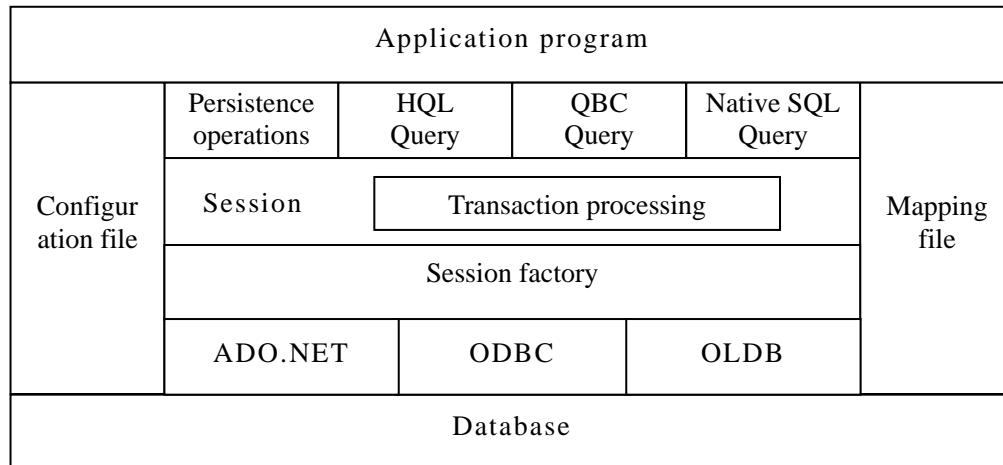 Application program
Persistence
operations
HQL
Query
QBC
Query
Native SQL
Query
Configur
ation file
Session
Transaction processing
Mapping
file
Session factory
ADO.NET
ODBC
OLDB
Database